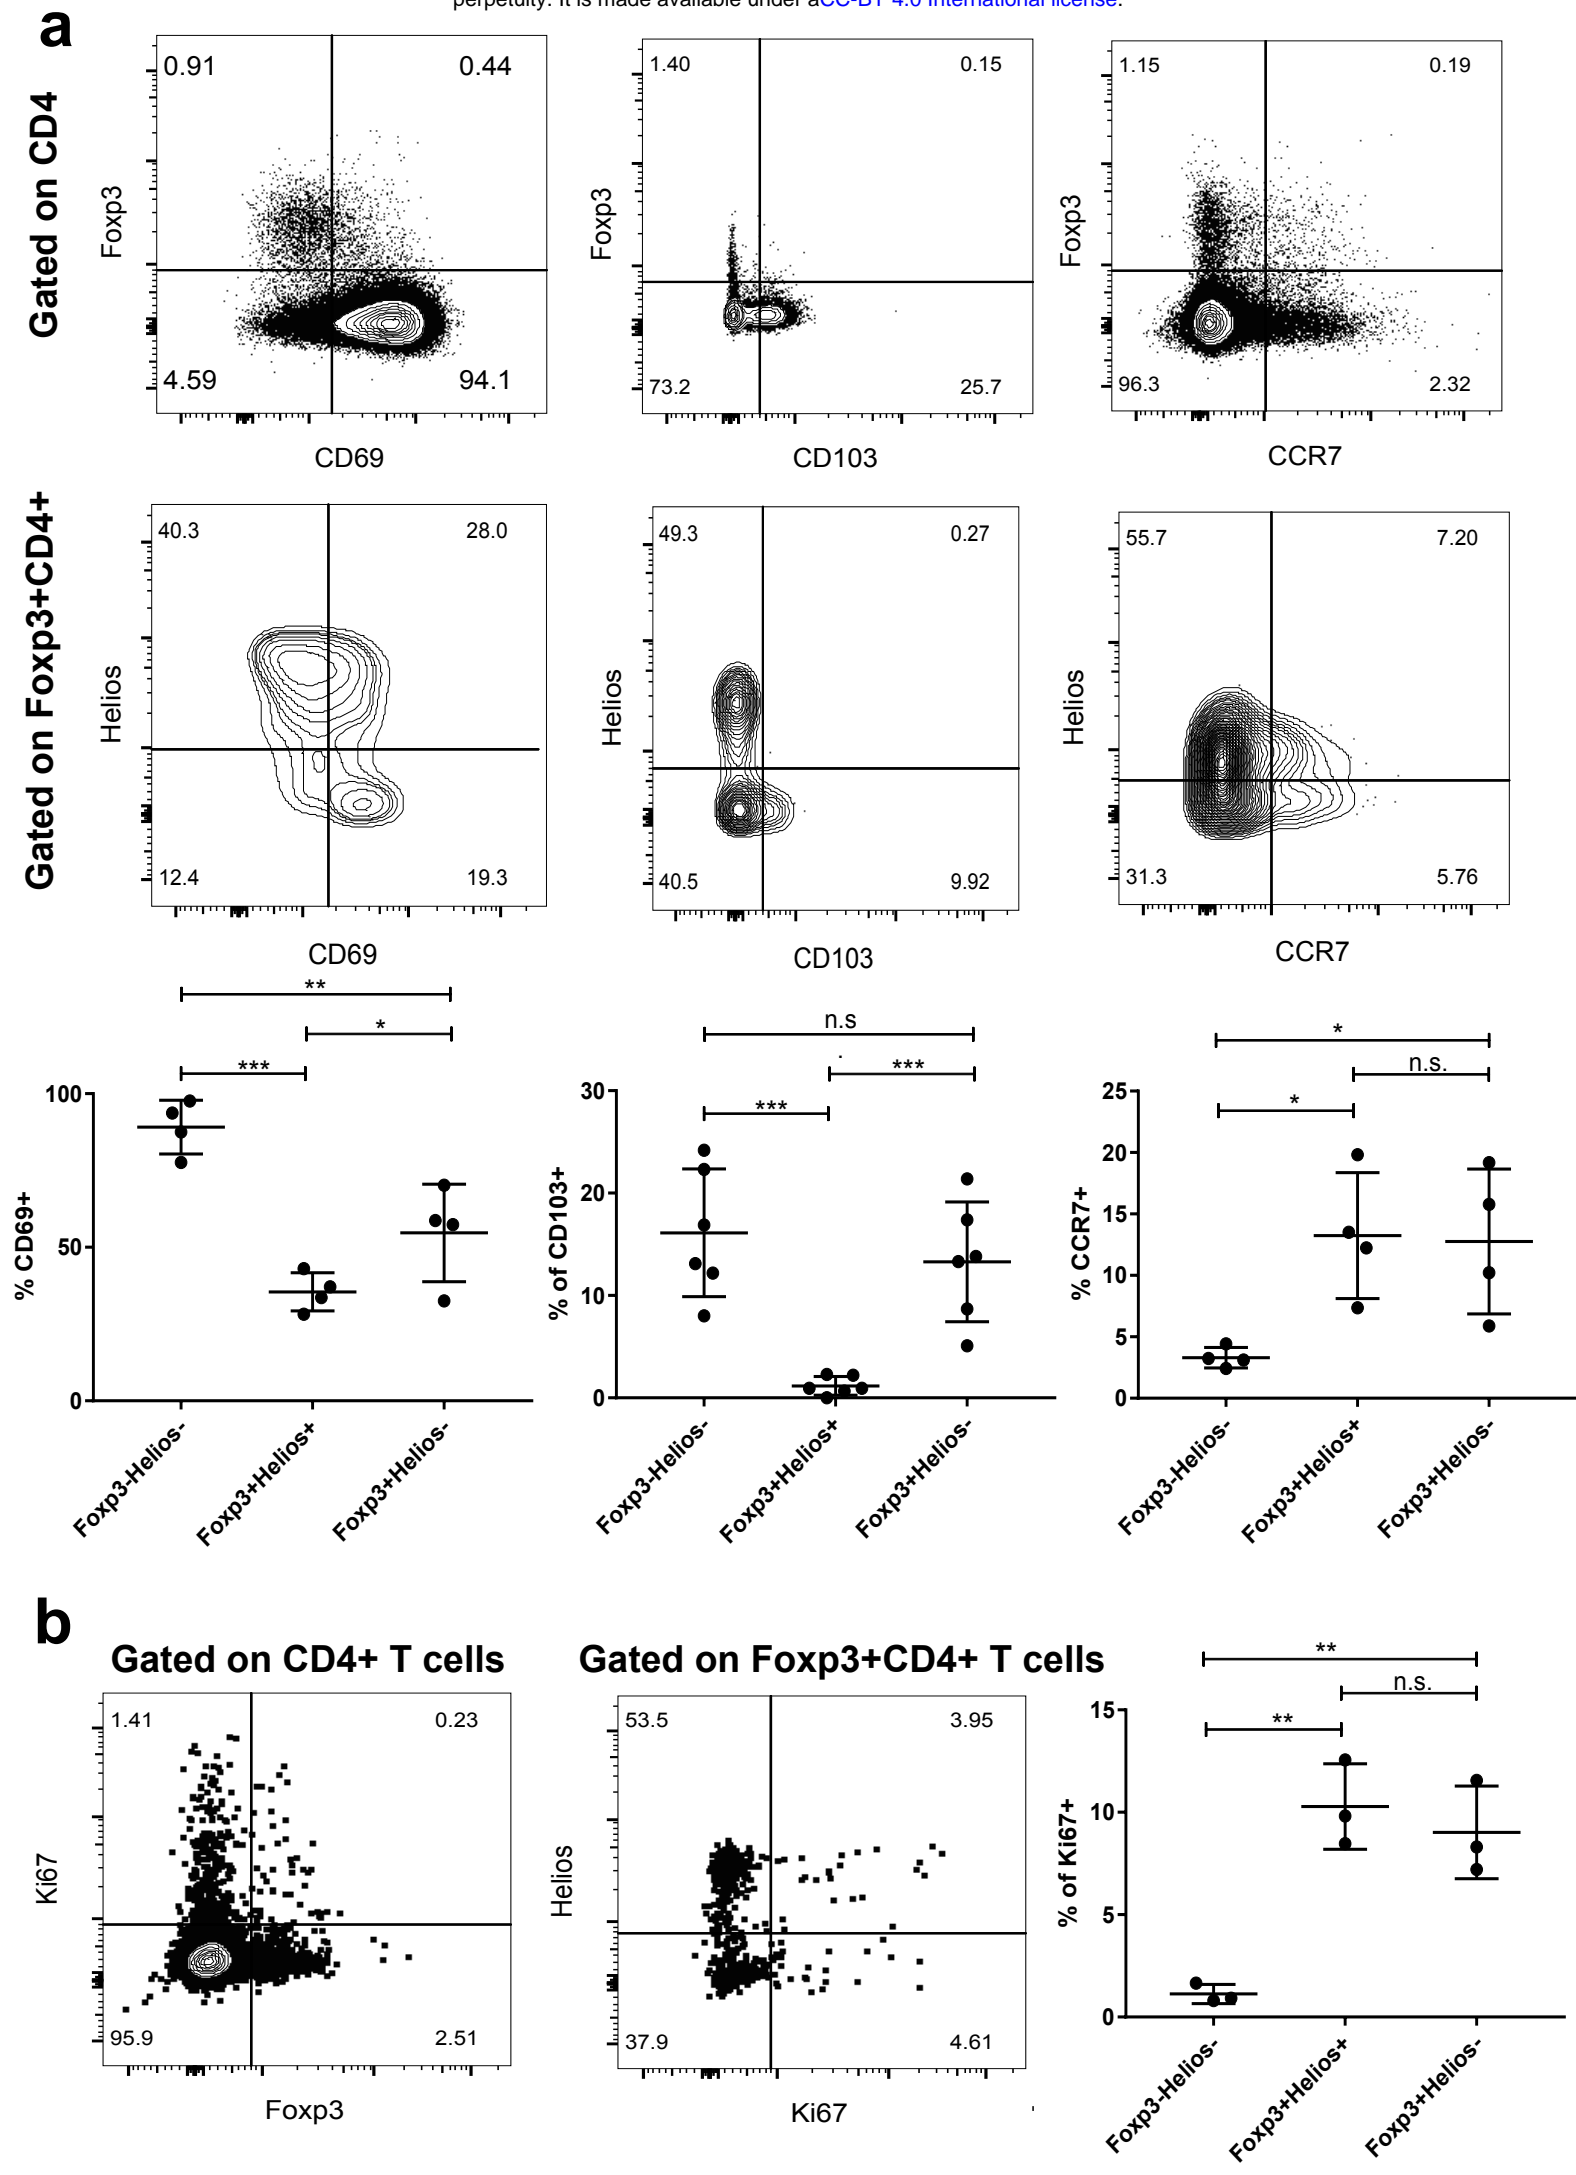 perpetuity. It is made available under aCC-BY 4.0 International license.
a
Gated on CD4
0.91 0.44
Foxp3
4.59 94.1
CD69
1.40 0.15
Foxp3
73.2 25.7
CD103
1.15 0.19
Foxp3
96.3 2.32
CCR7
Gated on Foxp3+CD4+
40.3 28.0
Helios
12.4 19.3
CD69
49.3 0.27
Helios
40.5 9.92
CD103
55.7 7.20
Helios
31.3 5.76
CCR7
**
*
***
100
50
0
% CD69+
Foxp3-Helios-
Foxp3+Helios+
Foxp3+Helios-
n.s
.
***
***
30
20
10
0
% of CD103+
Foxp3-Helios-
Foxp3+Helios+
Foxp3+Helios-
*
n.s.
*
25
20
15
10
5
0
% CCR7+
Foxp3-Helios-
Foxp3+Helios+
Foxp3+Helios-
b
Gated on CD4+ T cells
1.41 0.23
Ki67
95.9 2.51
Foxp3
Gated on Foxp3+CD4+ T cells
53.5 3.95
Helios
37.9 4.61
Ki67
**
n.s.
**
15
10
5
0
% of Ki67+
Foxp3-Helios-
Foxp3+Helios+
Foxp3+Helios-